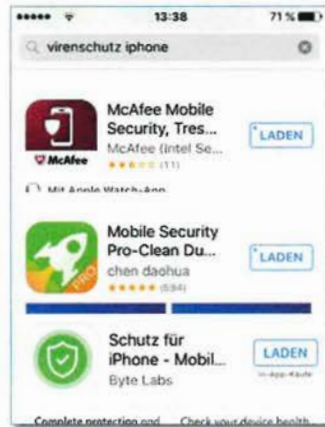 13:38 71 %
virenschutz iphone
McAfee Mobile
Security, Tres...
McAfee (Intel Se...
(11)
LADEN
McAfee
Mit Apple Watch-App
Mobile Security
Pro-Clean Du...
chen daohua
(594)
LADEN
PRO
Schutz für
iPhone - Mobil...
Byte Labs
LADEN
In-App-Käufe
Complete protection and
Check your device health